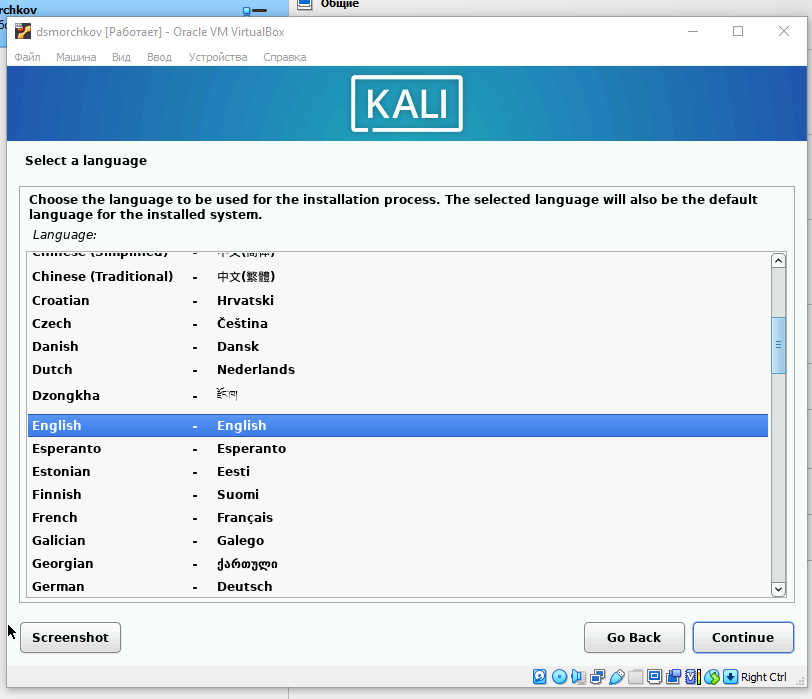 rchkov
Общие
dsmorchkov [Работает] - Oracle VM VirtualBox
Файл Машина Вид Ввод Устройства Справка
KALI
Select a language
Choose the language to be used for the installation process. The selected language will also be the default
language for the installed system.
Language:
Chinese (Simplified) - 中文(简体)
Chinese (Traditional) - 中文(繁體)
Croatian - Hrvatski
Czech - Čeština
Danish - Dansk
Dutch - Nederlands
Dzongkha - རྫོང་ཁ།
English - English
Esperanto - Esperanto
Estonian - Eesti
Finnish - Suomi
French - Français
Galician - Galego
Georgian - ქართული
German - Deutsch
Screenshot
Go Back
Continue
Right Ctrl